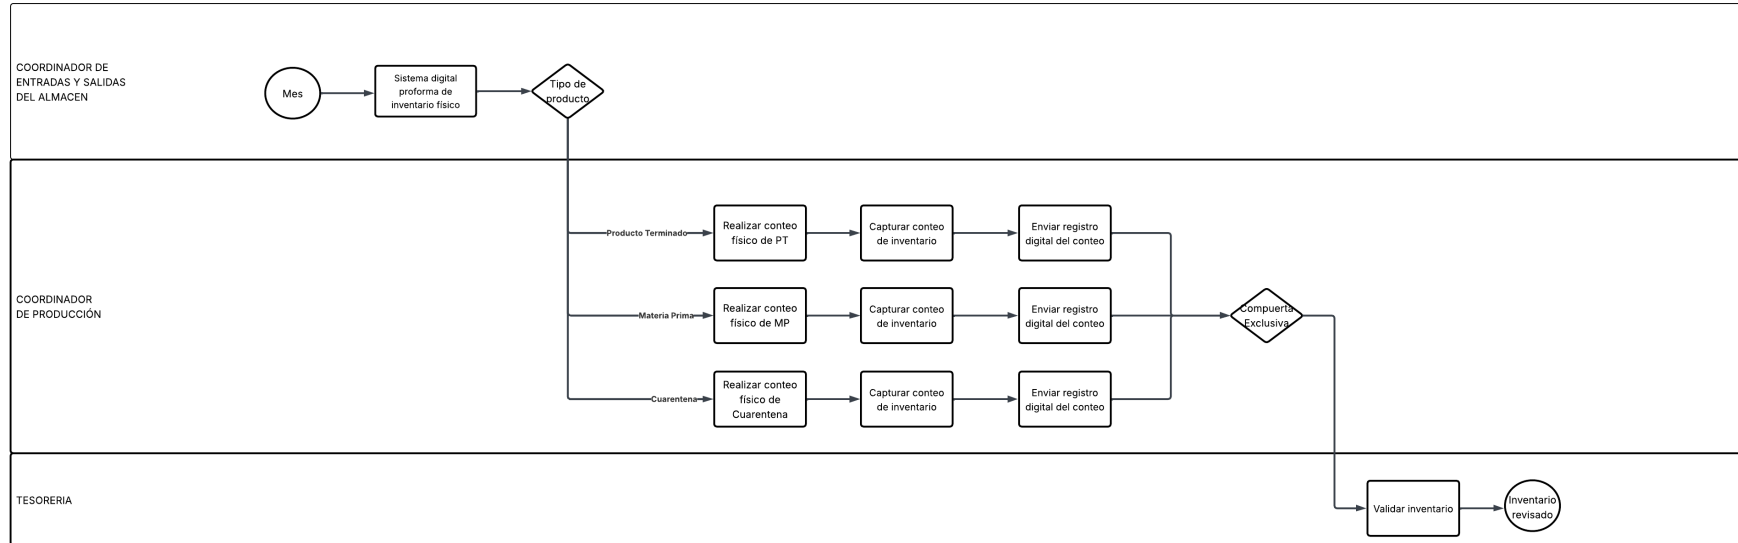 COORDINADOR DE
ENTRADAS Y SALIDAS
DEL ALMACEN
Mes
Sistema digital
proforma de
inventario físico
Tipo de
producto
COORDINADOR
DE PRODUCCIÓN
Producto Terminado
Realizar conteo
físico de PT
Capturar conteo
de inventario
Enviar registro
digital del conteo
Materia Prima
Realizar conteo
físico de MP
Capturar conteo
de inventario
Enviar registro
digital del conteo
Cuarentena
Realizar conteo
físico de
Cuarentena
Capturar conteo
de inventario
Enviar registro
digital del conteo
Compuerta
Exclusiva
TESORERIA
Validar inventario
Inventario
revisado